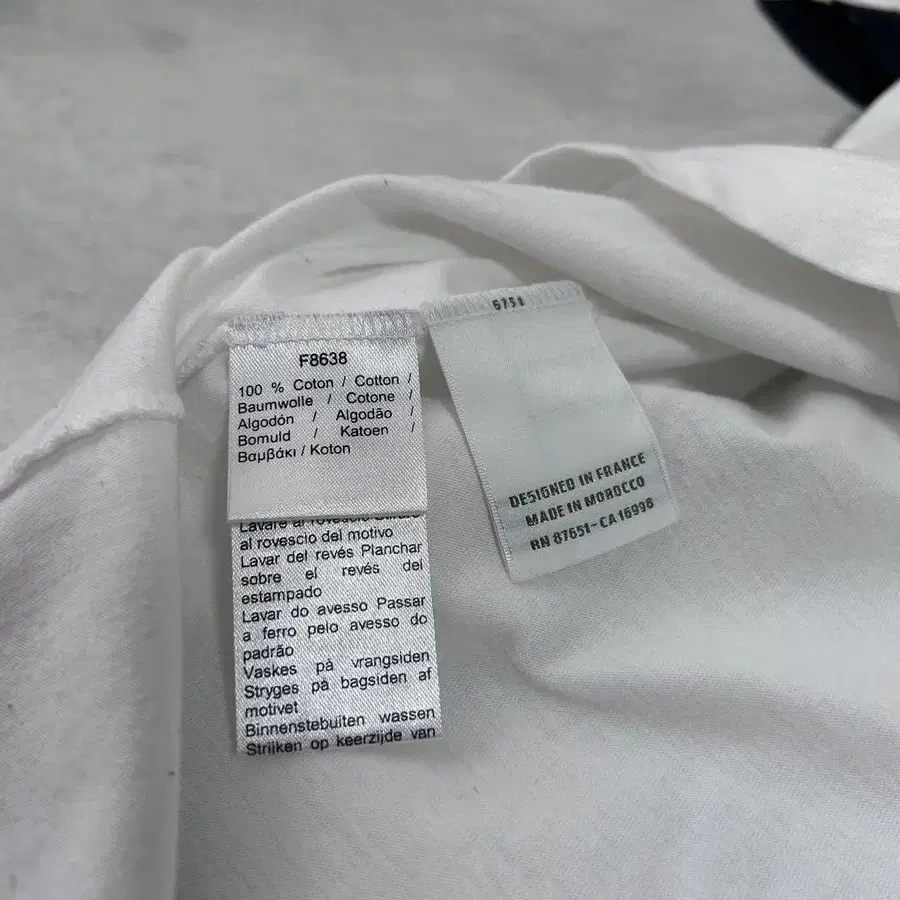 F8638
100 % Coton / Cotton /
Baumwolle / Cotone /
Algodón / Algodão /
Bomuld / Katoen /
Βαμβάκι / Koton
Lavare al rovescio
al rovescio del motivo
Lavar del revés Planchar
sobre el revés del
estampado
Lavar do avesso Passar
a ferro pelo avesso do
padrão
Vaskes på vrangsiden
Stryges på bagsiden af
motivet
Binnenstebuiten wassen
Strijken op keerzijde van
DESIGNED IN FRANCE
MADE IN MOROCCO
RN 87651-CA 16998